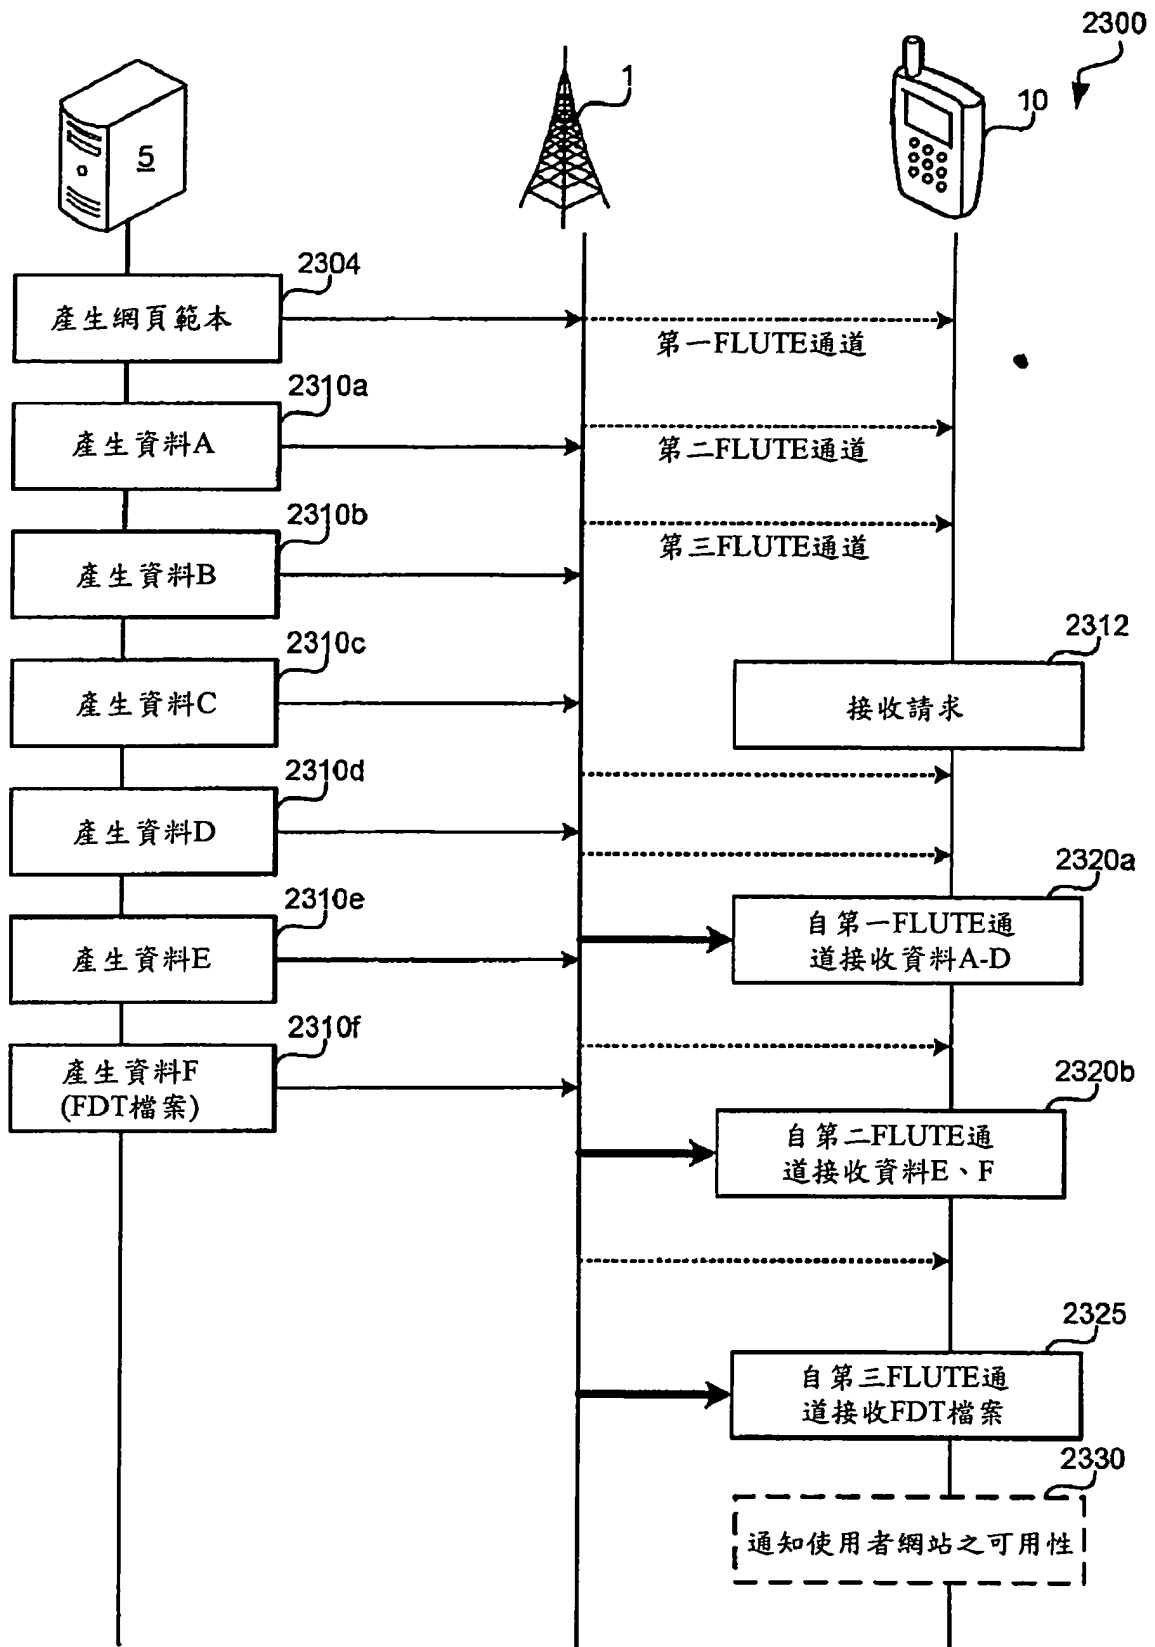 2300
5
1
10
2304
產生網頁範本
第一FLUTE通道
2310a
產生資料A
第二FLUTE通道
2310b
產生資料B
第三FLUTE通道
2310c
產生資料C
2312
接收請求
2310d
產生資料D
2310e
產生資料E
2320a
自第一FLUTE通
道接收資料A-D
2310f
產生資料F
(FDT檔案)
2320b
自第二FLUTE通
道接收資料E、F
2325
自第三FLUTE通
道接收FDT檔案
2330
通知使用者網站之可用性